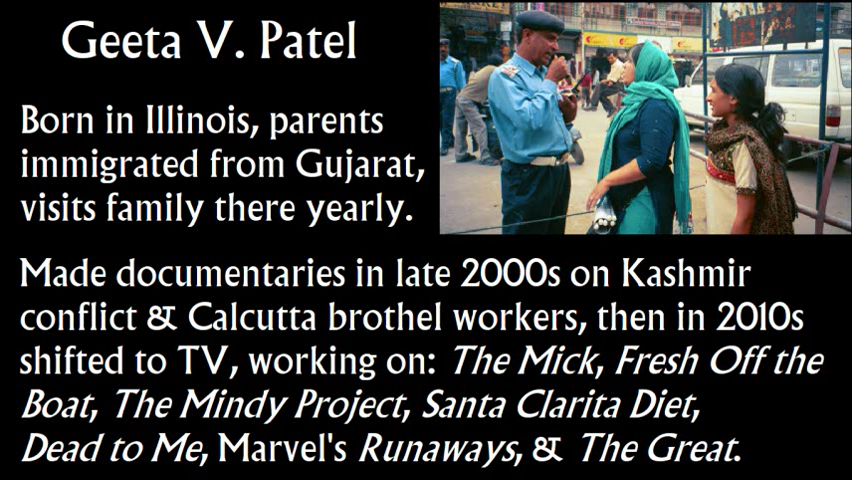 Geeta V. Patel
Born in Illinois, parents
immigrated from Gujarat,
visits family there yearly.
Made documentaries in late 2000s on Kashmir
conflict & Calcutta brothel workers, then in 2010s
shifted to TV, working on: The Mick, Fresh Off the
Boat, The Mindy Project, Santa Clarita Diet,
Dead to Me, Marvel's Runaways, & The Great.